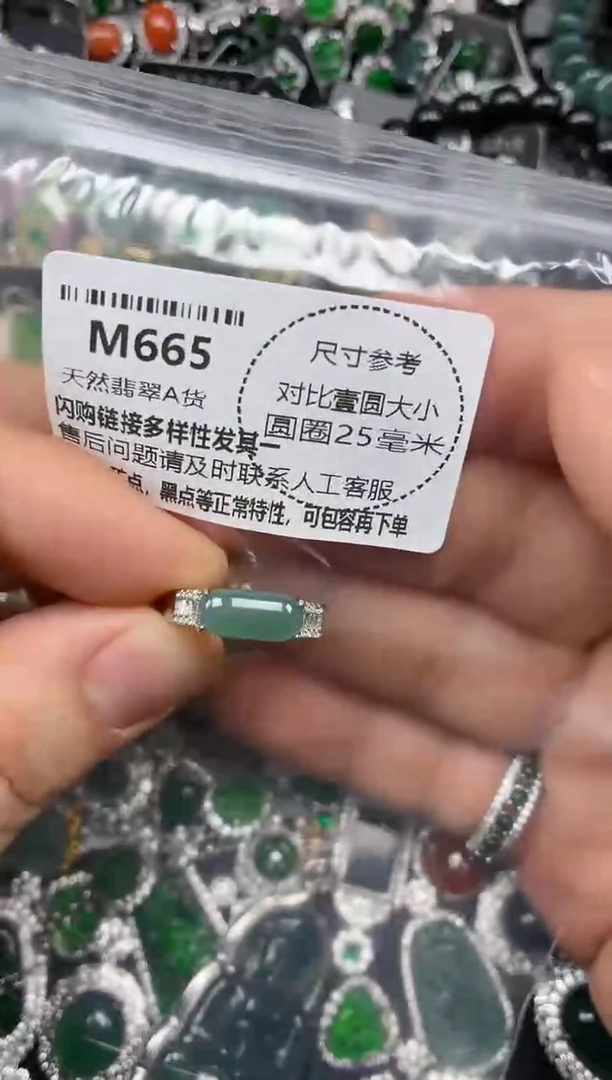 M665
天然翡翠A货
尺寸参考
对比壹圆大小
圆圈25毫米
闪购链接多样性发其一
售后问题请及时联系人工客服
点，黑点等正常特性，可包容再下单